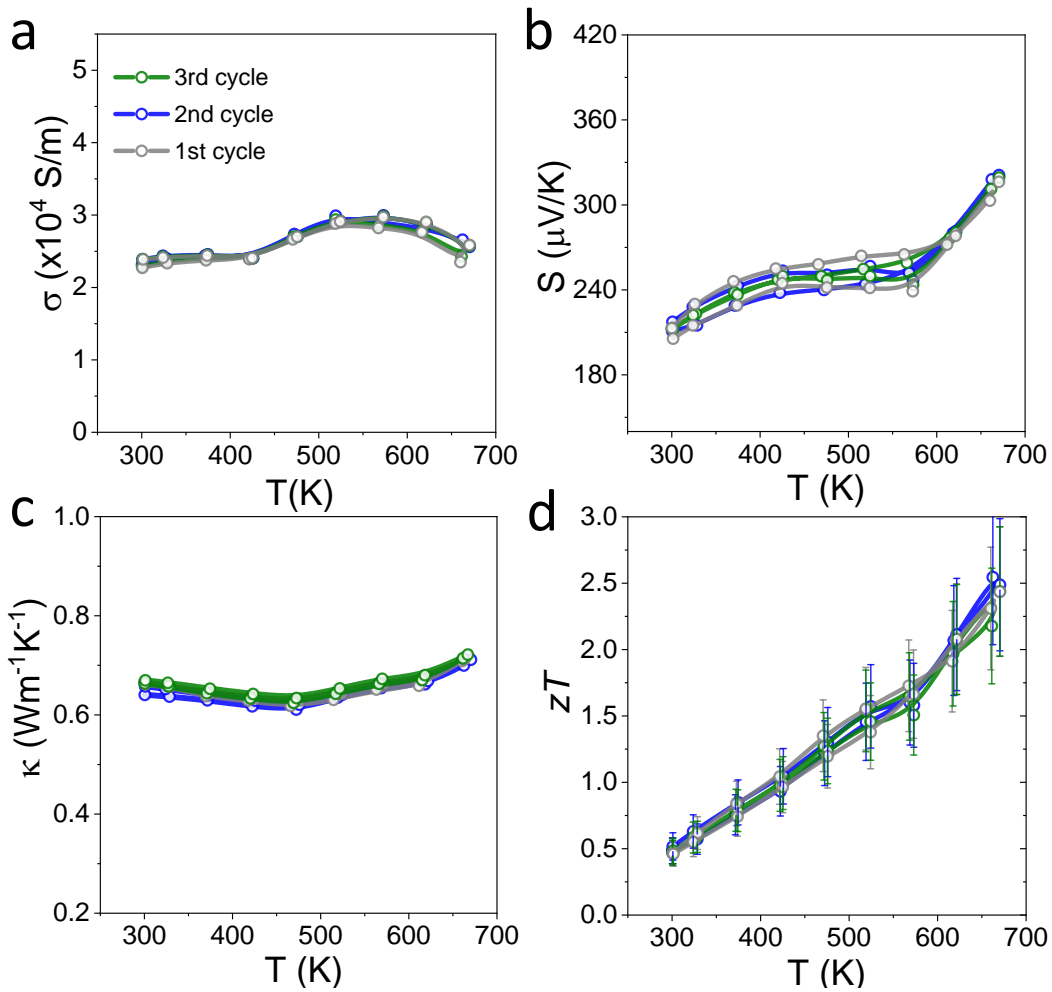 a
5
4
3
2
1
0
σ (x10⁴ S/m)
3rd cycle
2nd cycle
1st cycle
300 400 500 600 700
T(K)
b
420
360
300
240
180
S (μV/K)
300 400 500 600 700
T (K)
c
1.0
0.8
0.6
0.4
0.2
κ (Wm⁻¹K⁻¹)
300 400 500 600 700
T (K)
d
3.0
2.5
2.0
1.5
1.0
0.5
0.0
zT
300 400 500 600 700
T (K)